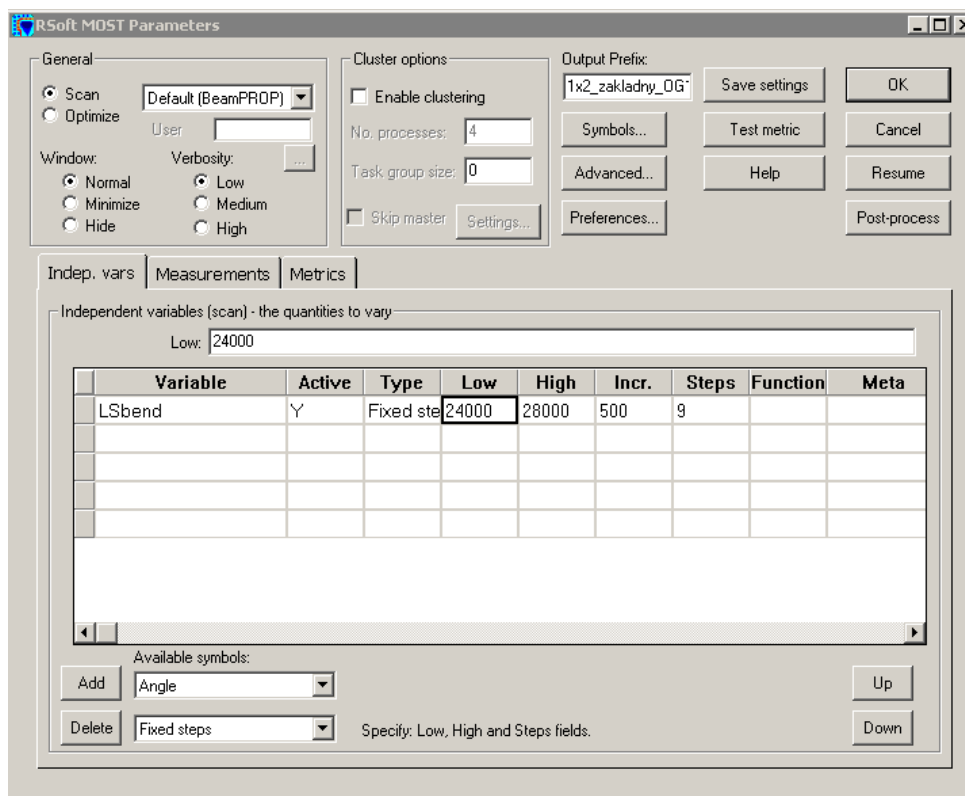 RSoft MOST Parameters
General
Scan
Optimize
Default (BeamPROP)
User
...
Window:
Normal
Minimize
Hide
Verbosity:
Low
Medium
High
Cluster options
Enable clustering
No. processes: 4
Task group size: 0
Skip master
Settings...
Output Prefix:
1x2_zakladny_OG
Symbols...
Advanced...
Preferences...
Save settings
Test metric
Help
OK
Cancel
Resume
Post-process
Indep. vars
Measurements
Metrics
Independent variables (scan) - the quantities to vary
Low: 24000
Variable Active Type Low High Incr. Steps Function Meta
LSbend Y Fixed ste 24000 28000 500 9
Available symbols:
Add
Angle
Up
Delete
Fixed steps
Specify: Low, High and Steps fields.
Down